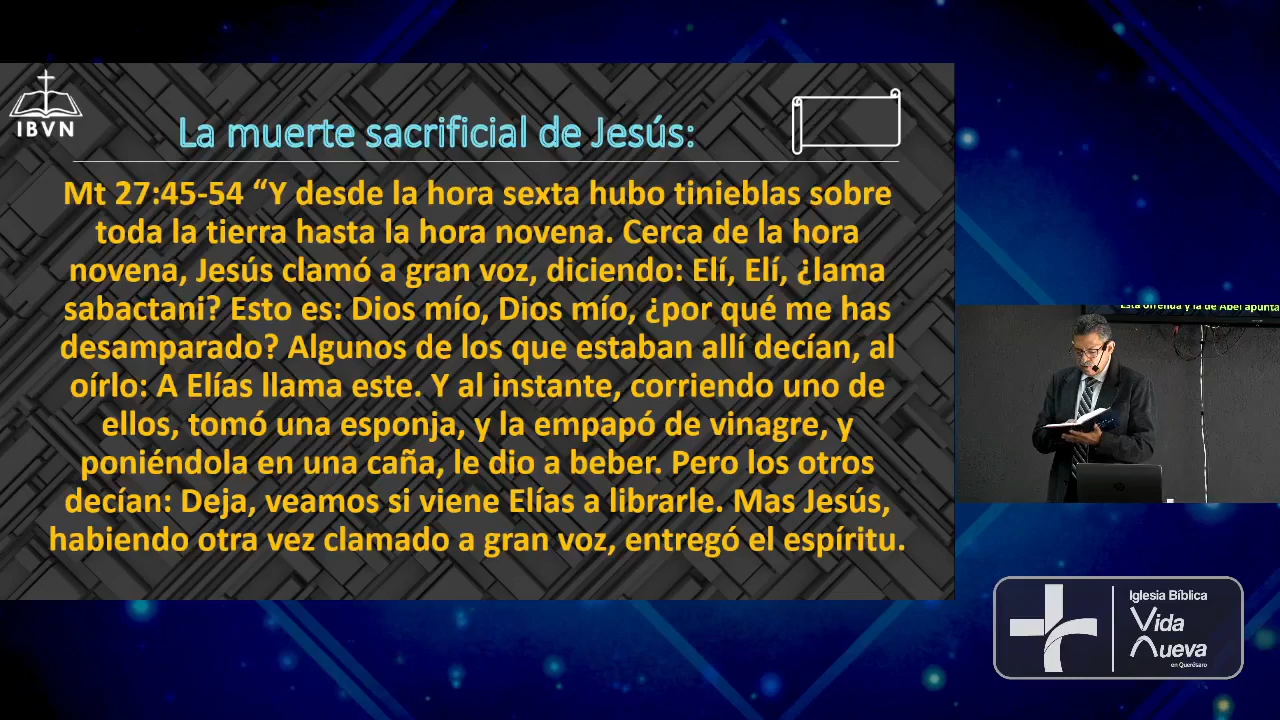 IBVN
La muerte sacrificial de Jesús:
Mt 27:45-54 “Y desde la hora sexta hubo tinieblas sobre
toda la tierra hasta la hora novena. Cerca de la hora
novena, Jesús clamó a gran voz, diciendo: Elí, Elí, ¿lama
sabactani? Esto es: Dios mío, Dios mío, ¿por qué me has
desamparado? Algunos de los que estaban allí decían, al
oírlo: A Elías llama este. Y al instante, corriendo uno de
ellos, tomó una esponja, y la empapó de vinagre, y
poniéndola en una caña, le dio a beber. Pero los otros
decían: Deja, veamos si viene Elías a librarle. Mas Jesús,
habiendo otra vez clamado a gran voz, entregó el espíritu.
Esta ofrenda y la de Abel apunta
Iglesia Bíblica
Vida
Nueva
en Querétaro